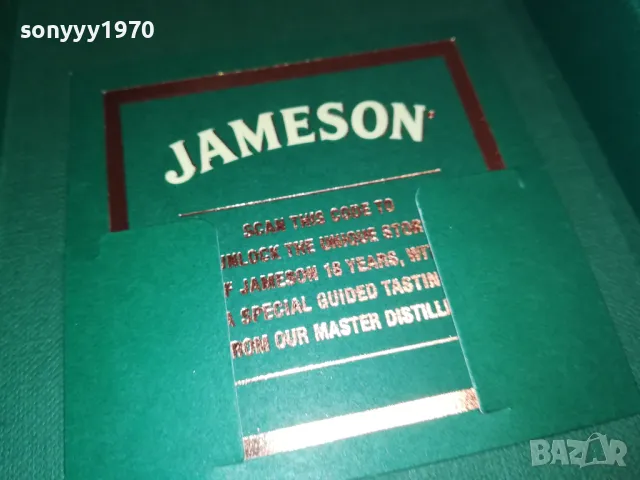 sonyyy1970
JAMESON
SCAN THIS CODE TO
UNLOCK THE UNIQUE STOR
F JAMESON 18 YEARS, WIT
A SPECIAL GUIDED TASTIN
ROM OUR MASTER DISTILL
BAZAR